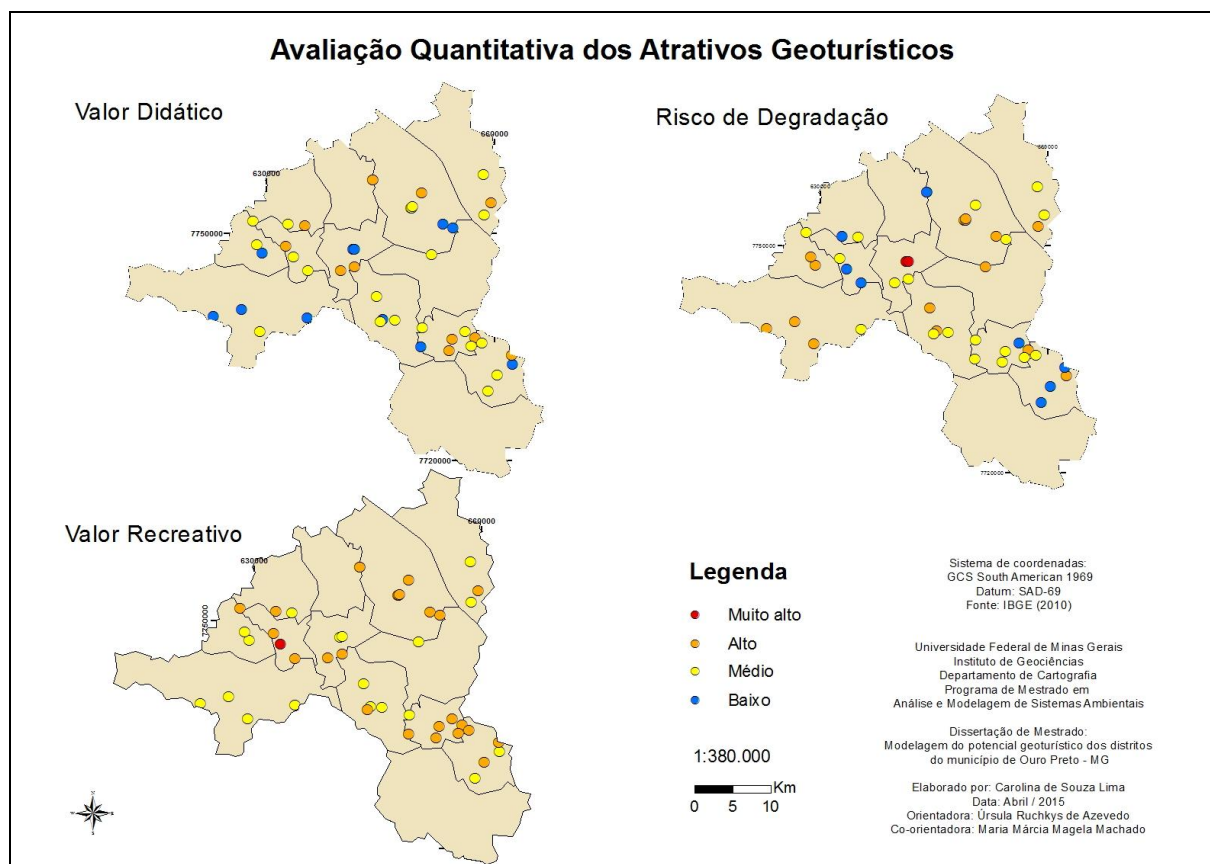 Avaliação Quantitativa dos Atrativos Geoturísticos
Valor Didático
669000
630000
7750000
7720000
Risco de Degradação
669000
630000
7750000
7720000
Valor Recreativo
669000
630000
7750000
Legenda
Muito alto
Alto
Médio
Baixo
1:380.000
Km
0 5 10
Sistema de coordenadas:
GCS South American 1969
Datum: SAD-69
Fonte: IBGE (2010)
Universidade Federal de Minas Gerais
Instituto de Geociências
Departamento de Cartografia
Programa de Mestrado em
Análise e Modelagem de Sistemas Ambientais
Dissertação de Mestrado:
Modelagem do potencial geoturístico dos distritos
do município de Ouro Preto - MG
Elaborado por: Carolina de Souza Lima
Data: Abril / 2015
Orientadora: Úrsula Ruchkys de Azevedo
Co-orientadora: Maria Márcia Magela Machado